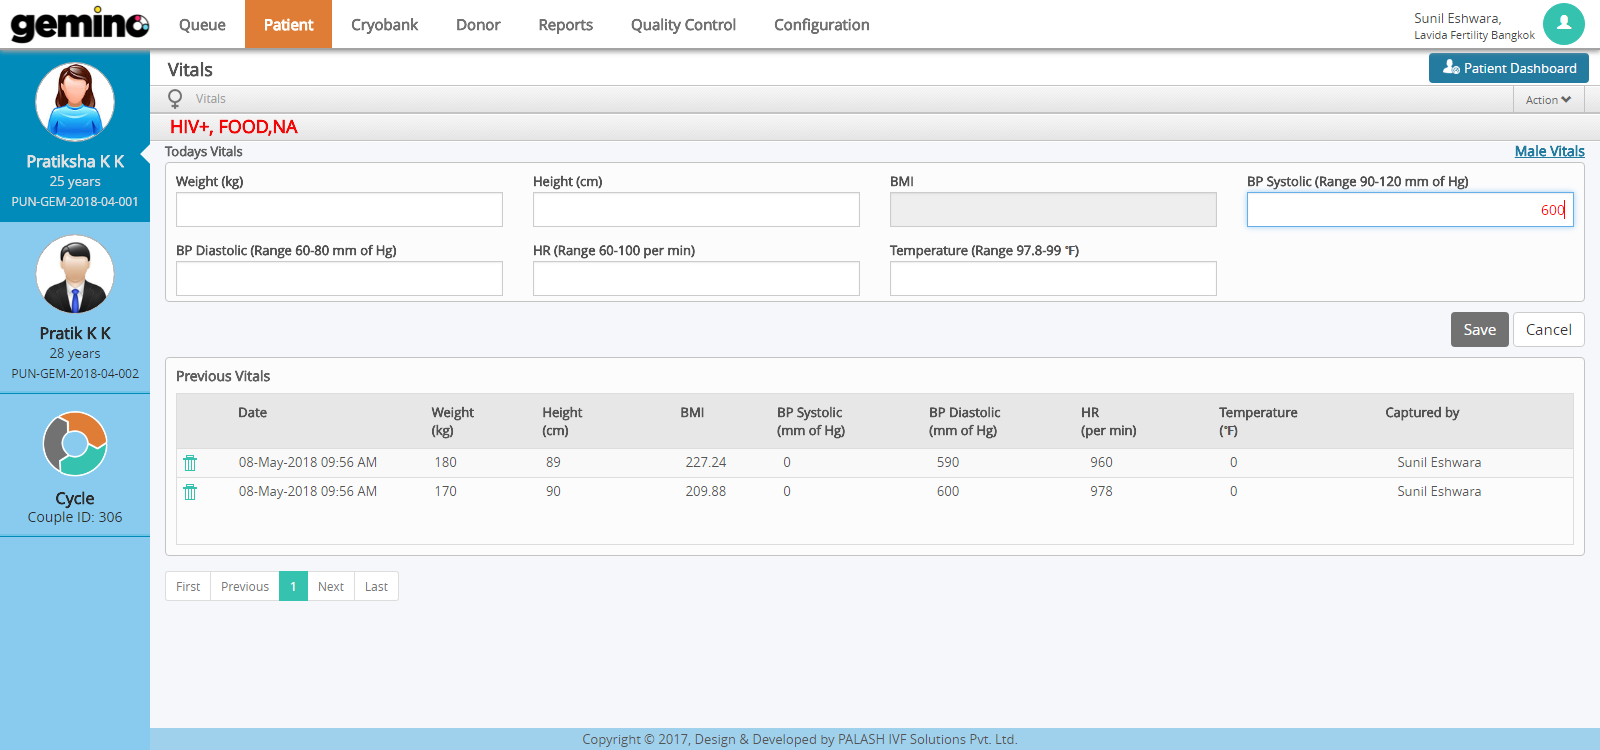 gemino
Queue
Patient
Cryobank
Donor
Reports
Quality Control
Configuration
Sunil Eshwara,
Lavida Fertility Bangkok
Pratiksha K K
25 years
PUN-GEM-2018-04-001
Pratik K K
28 years
PUN-GEM-2018-04-002
Cycle
Couple ID: 306
Vitals
Patient Dashboard
Vitals
Action
HIV+, FOOD,NA
Todays Vitals
Male Vitals
Weight (kg)
Height (cm)
BMI
BP Systolic (Range 90-120 mm of Hg)
600
BP Diastolic (Range 60-80 mm of Hg)
HR (Range 60-100 per min)
Temperature (Range 97.8-99 °F)
Save
Cancel
Previous Vitals
Date Weight (kg) Height (cm) BMI BP Systolic (mm of Hg) BP Diastolic (mm of Hg) HR (per min) Temperature (°F) Captured by
08-May-2018 09:56 AM 180 89 227.24 0 590 960 0 Sunil Eshwara
08-May-2018 09:56 AM 170 90 209.88 0 600 978 0 Sunil Eshwara
First Previous 1 Next Last
Copyright © 2017, Design & Developed by PALASH IVF Solutions Pvt. Ltd.